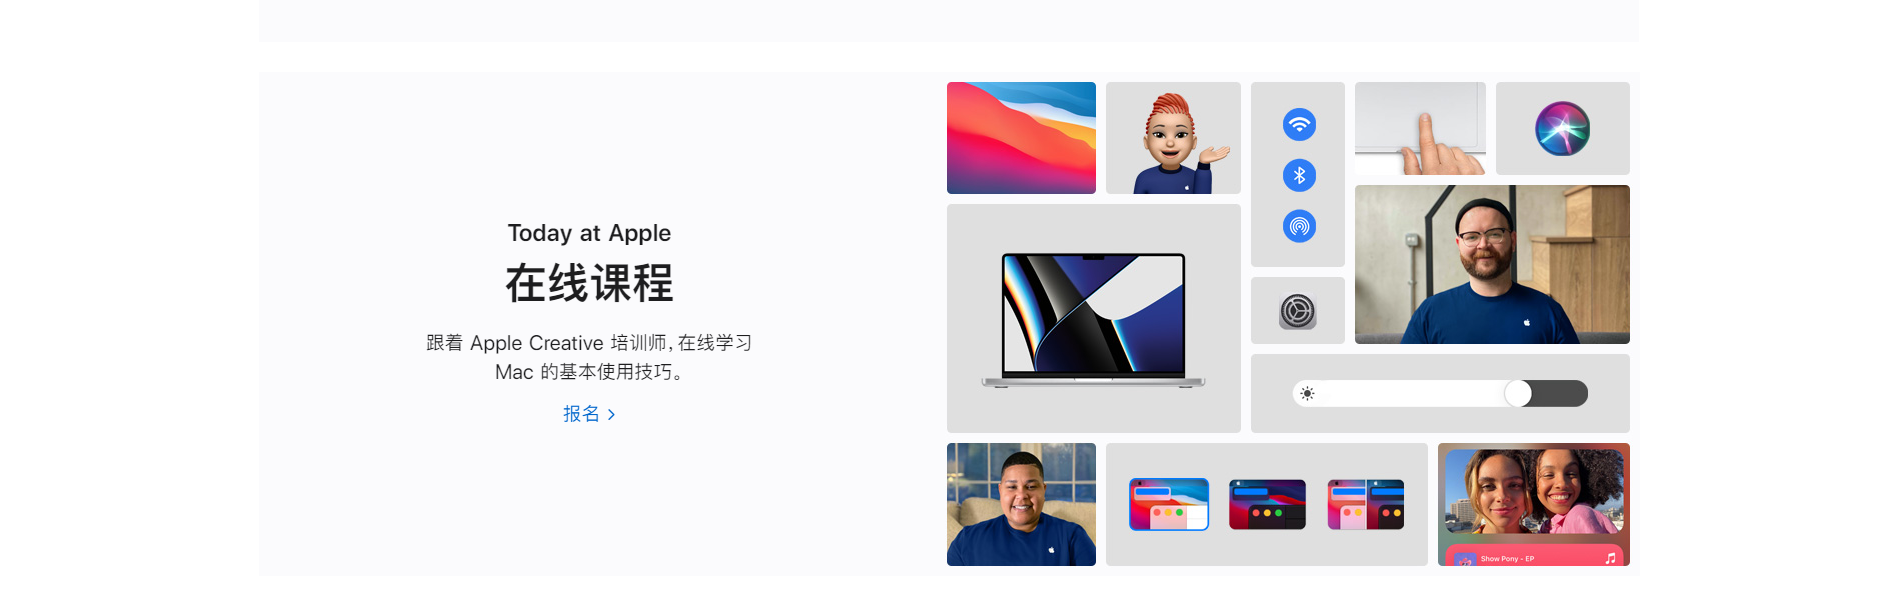 Today at Apple
在线课程
跟着 Apple Creative 培训师，在线学习
Mac 的基本使用技巧。
报名 >
Show Pony - EP